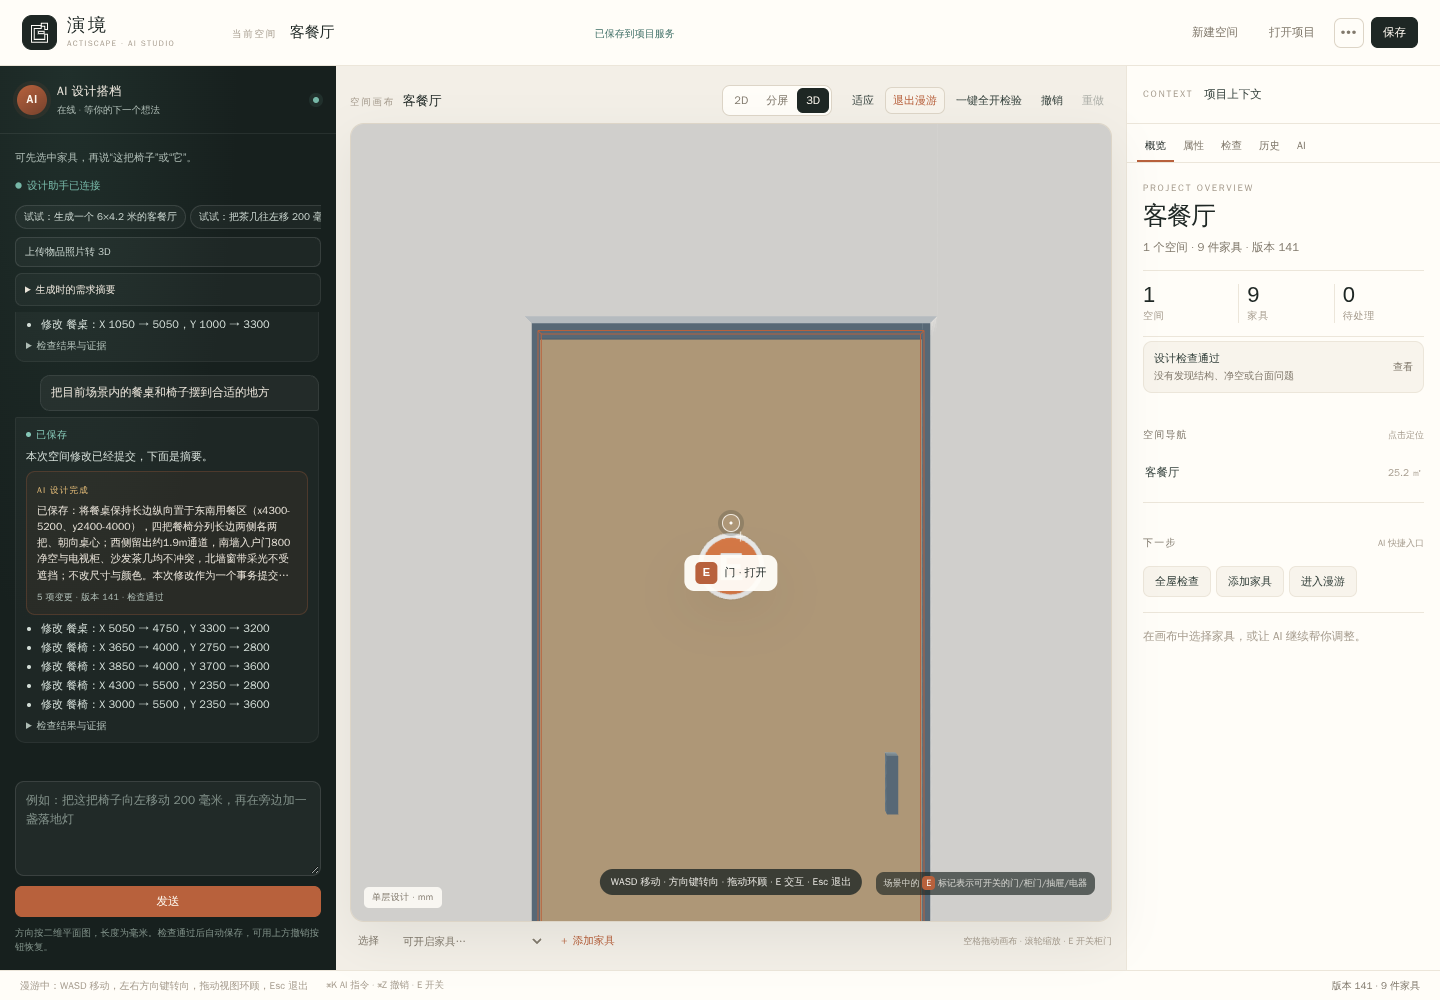 演境
ACTISCAPE · AI STUDIO
当前空间 客餐厅
已保存到项目服务
新建空间 打开项目 ••• 保存
AI
AI 设计搭档
在线 · 等你的下一个想法
可先选中家具，再说“这把椅子”或“它”。
设计助手已连接
试试：生成一个 6×4.2 米的客餐厅 试试：把茶几往左移 200 毫
上传物品照片转 3D
▶ 生成时的需求摘要
• 修改 餐桌：X 1050 → 5050，Y 1000 → 3300
▶ 检查结果与证据
把目前场景内的餐桌和椅子摆到合适的地方
已保存
本次空间修改已经提交，下面是摘要。
AI 设计完成
已保存：将餐桌保持长边纵向置于东南用餐区（x4300-
5200、y2400-4000），四把餐椅分列长边两侧各两
把、朝向桌心；西侧留出约1.9m通道，南墙入户门800
净空与电视柜、沙发茶几均不冲突，北墙窗带采光不受
遮挡；不改尺寸与颜色。本次修改作为一个事务提交…
5 项变更 · 版本 141 · 检查通过
• 修改 餐桌：X 5050 → 4750，Y 3300 → 3200
• 修改 餐椅：X 3650 → 4000，Y 2750 → 2800
• 修改 餐椅：X 3850 → 4000，Y 3700 → 3600
• 修改 餐椅：X 4300 → 5500，Y 2350 → 2800
• 修改 餐椅：X 3000 → 5500，Y 2350 → 3600
▶ 检查结果与证据
例如：把这把椅子向左移动 200 毫米，再在旁边加一
盏落地灯
发送
方向按二维平面图，长度为毫米。检查通过后自动保存，可用上方撤销按
钮恢复。
空间画布 客餐厅
2D 分屏 3D 适应 退出漫游 一键全开检验 撤销 重做
E 门 · 打开
单层设计 · mm
WASD 移动 · 方向键转向 · 拖动环顾 · E 交互 · Esc 退出
场景中的 E 标记表示可开关的门/柜门/抽屉/电器
选择 可开启家具… + 添加家具
空格拖动画布 · 滚轮缩放 · E 开关柜门
CONTEXT 项目上下文
概览 属性 检查 历史 AI
PROJECT OVERVIEW
客餐厅
1 个空间 · 9 件家具 · 版本 141
1 9 0
空间 家具 待处理
设计检查通过
没有发现结构、净空或台面问题
查看
空间导航 点击定位
客餐厅 25.2 ㎡
下一步 AI 快捷入口
全屋检查 添加家具 进入漫游
在画布中选择家具，或让 AI 继续帮你调整。
漫游中：WASD 移动，左右方向键转向，拖动视图环顾，Esc 退出 ⌘K AI 指令 · ⌘Z 撤销 · E 开关
版本 141 · 9 件家具